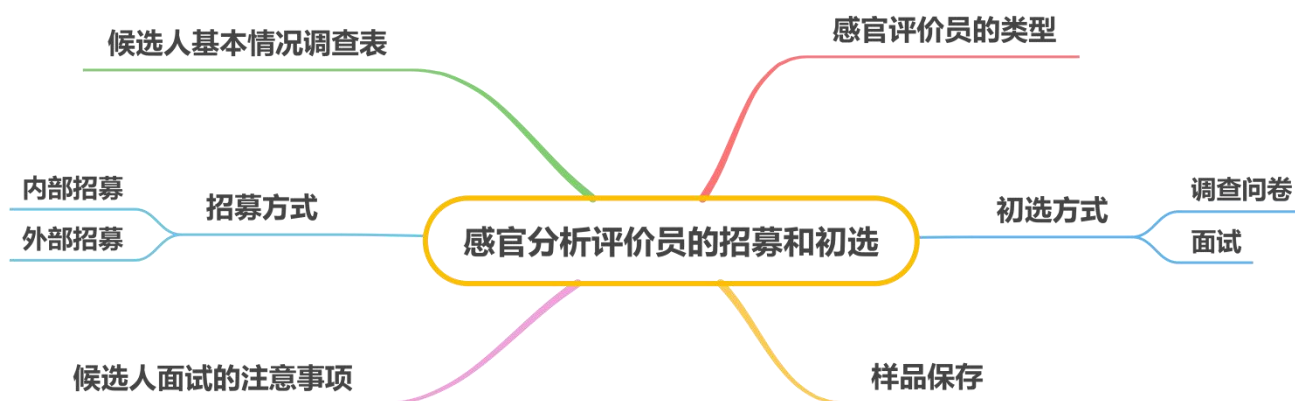 候选人基本情况调查表
感官评价员的类型
内部招募
招募方式
外部招募
感官分析评价员的招募和初选
初选方式
调查问卷
面试
候选人面试的注意事项
样品保存